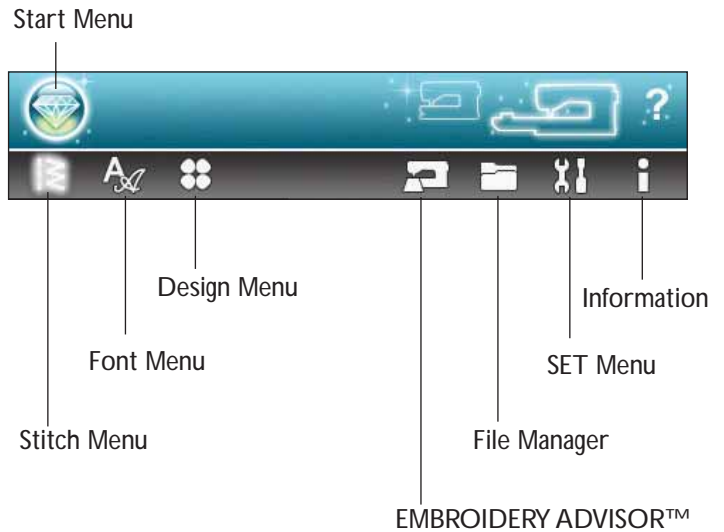 Start Menu
?
A A
i
Design Menu
Information
Font Menu
SET Menu
Stitch Menu
File Manager
EMBROIDERY ADVISOR™